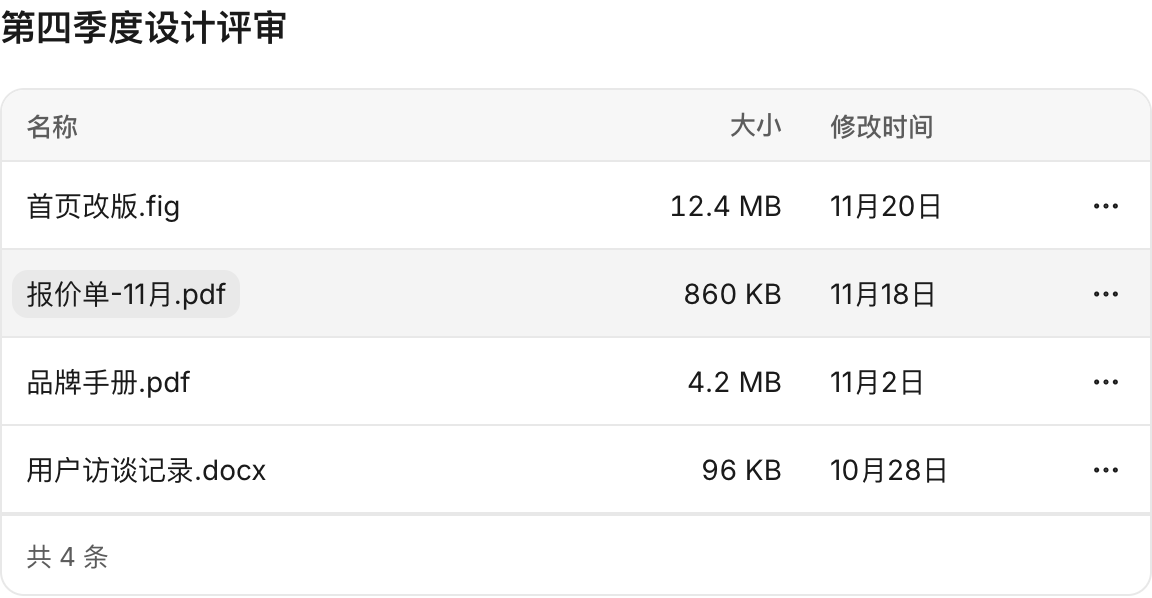 第四季度设计评审
名称 大小 修改时间
首页改版.fig 12.4 MB 11月20日
报价单-11月.pdf 860 KB 11月18日
品牌手册.pdf 4.2 MB 11月2日
用户访谈记录.docx 96 KB 10月28日
共 4 条